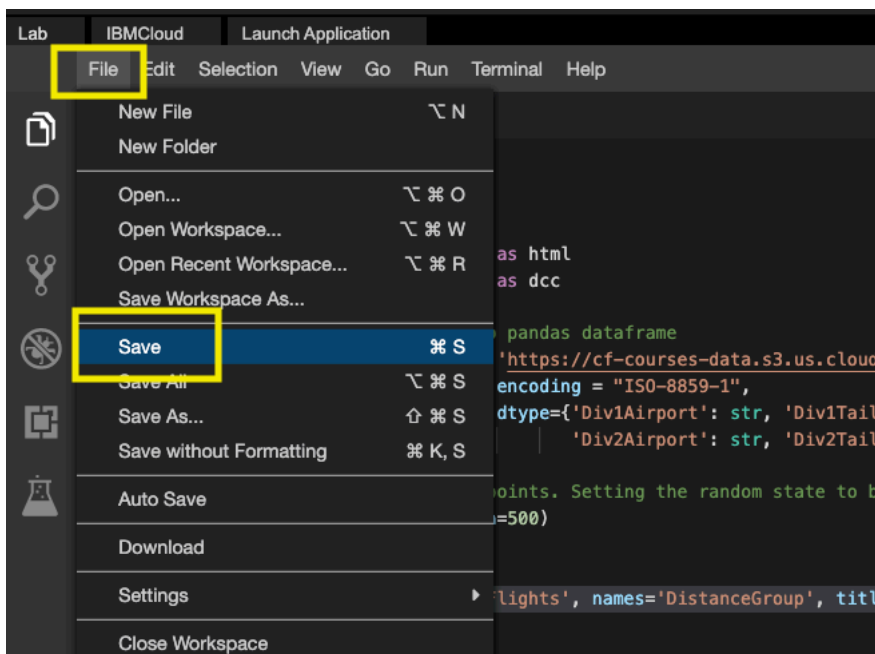 Lab IBMCloud Launch Application
File Edit Selection View Go Run Terminal Help
New File ⌥ N
New Folder
Open... ⌥ ⌘ O
Open Workspace... ⌥ ⌘ W
Open Recent Workspace... ⌥ ⌘ R
Save Workspace As...
Save ⌘ S
Save All ⌥ ⌘ S
Save As... ⇧ ⌘ S
Save without Formatting ⌘ K, S
Auto Save
Download
Settings
Close Workspace
as html
as dcc
pandas dataframe
'https://cf-courses-data.s3.us.cloud
encoding = "ISO-8859-1",
dtype={'Div1Airport': str, 'Div1Tail
'Div2Airport': str, 'Div2Tail
points. Setting the random state to b
=500)
lights', names='DistanceGroup', titl